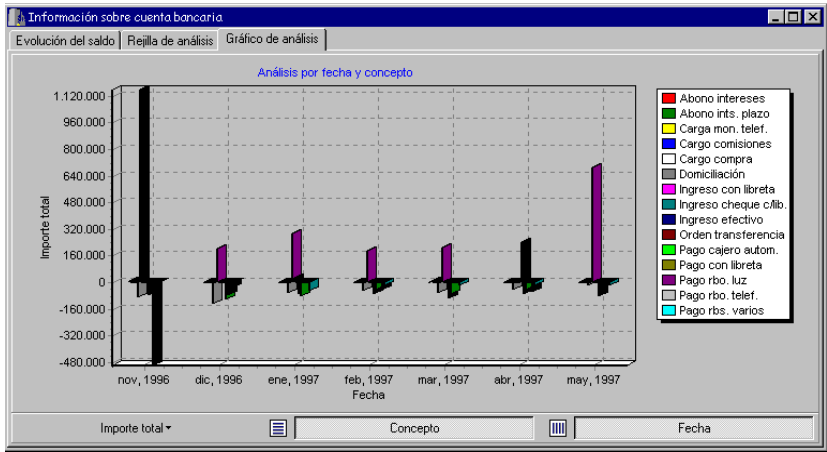 Información sobre cuenta bancaria
Evolución del saldo Rejilla de análisis Gráfico de análisis
Análisis por fecha y concepto
1.120.000
960.000
800.000
640.000
480.000
320.000
160.000
0
-160.000
-320.000
-480.000
Importe total
nov, 1996 dic, 1996 ene, 1997 feb, 1997 mar, 1997 abr, 1997 may, 1997
Fecha
Abono intereses
Abono ints. plazo
Carga mon. telef.
Cargo comisiones
Cargo compra
Domiciliación
Ingreso con libreta
Ingreso cheque c/lib.
Ingreso efectivo
Orden transferencia
Pago cajero autom.
Pago con libreta
Pago rbo. luz
Pago rbo. telef.
Pago rbs. varios
Importe total Concepto Fecha